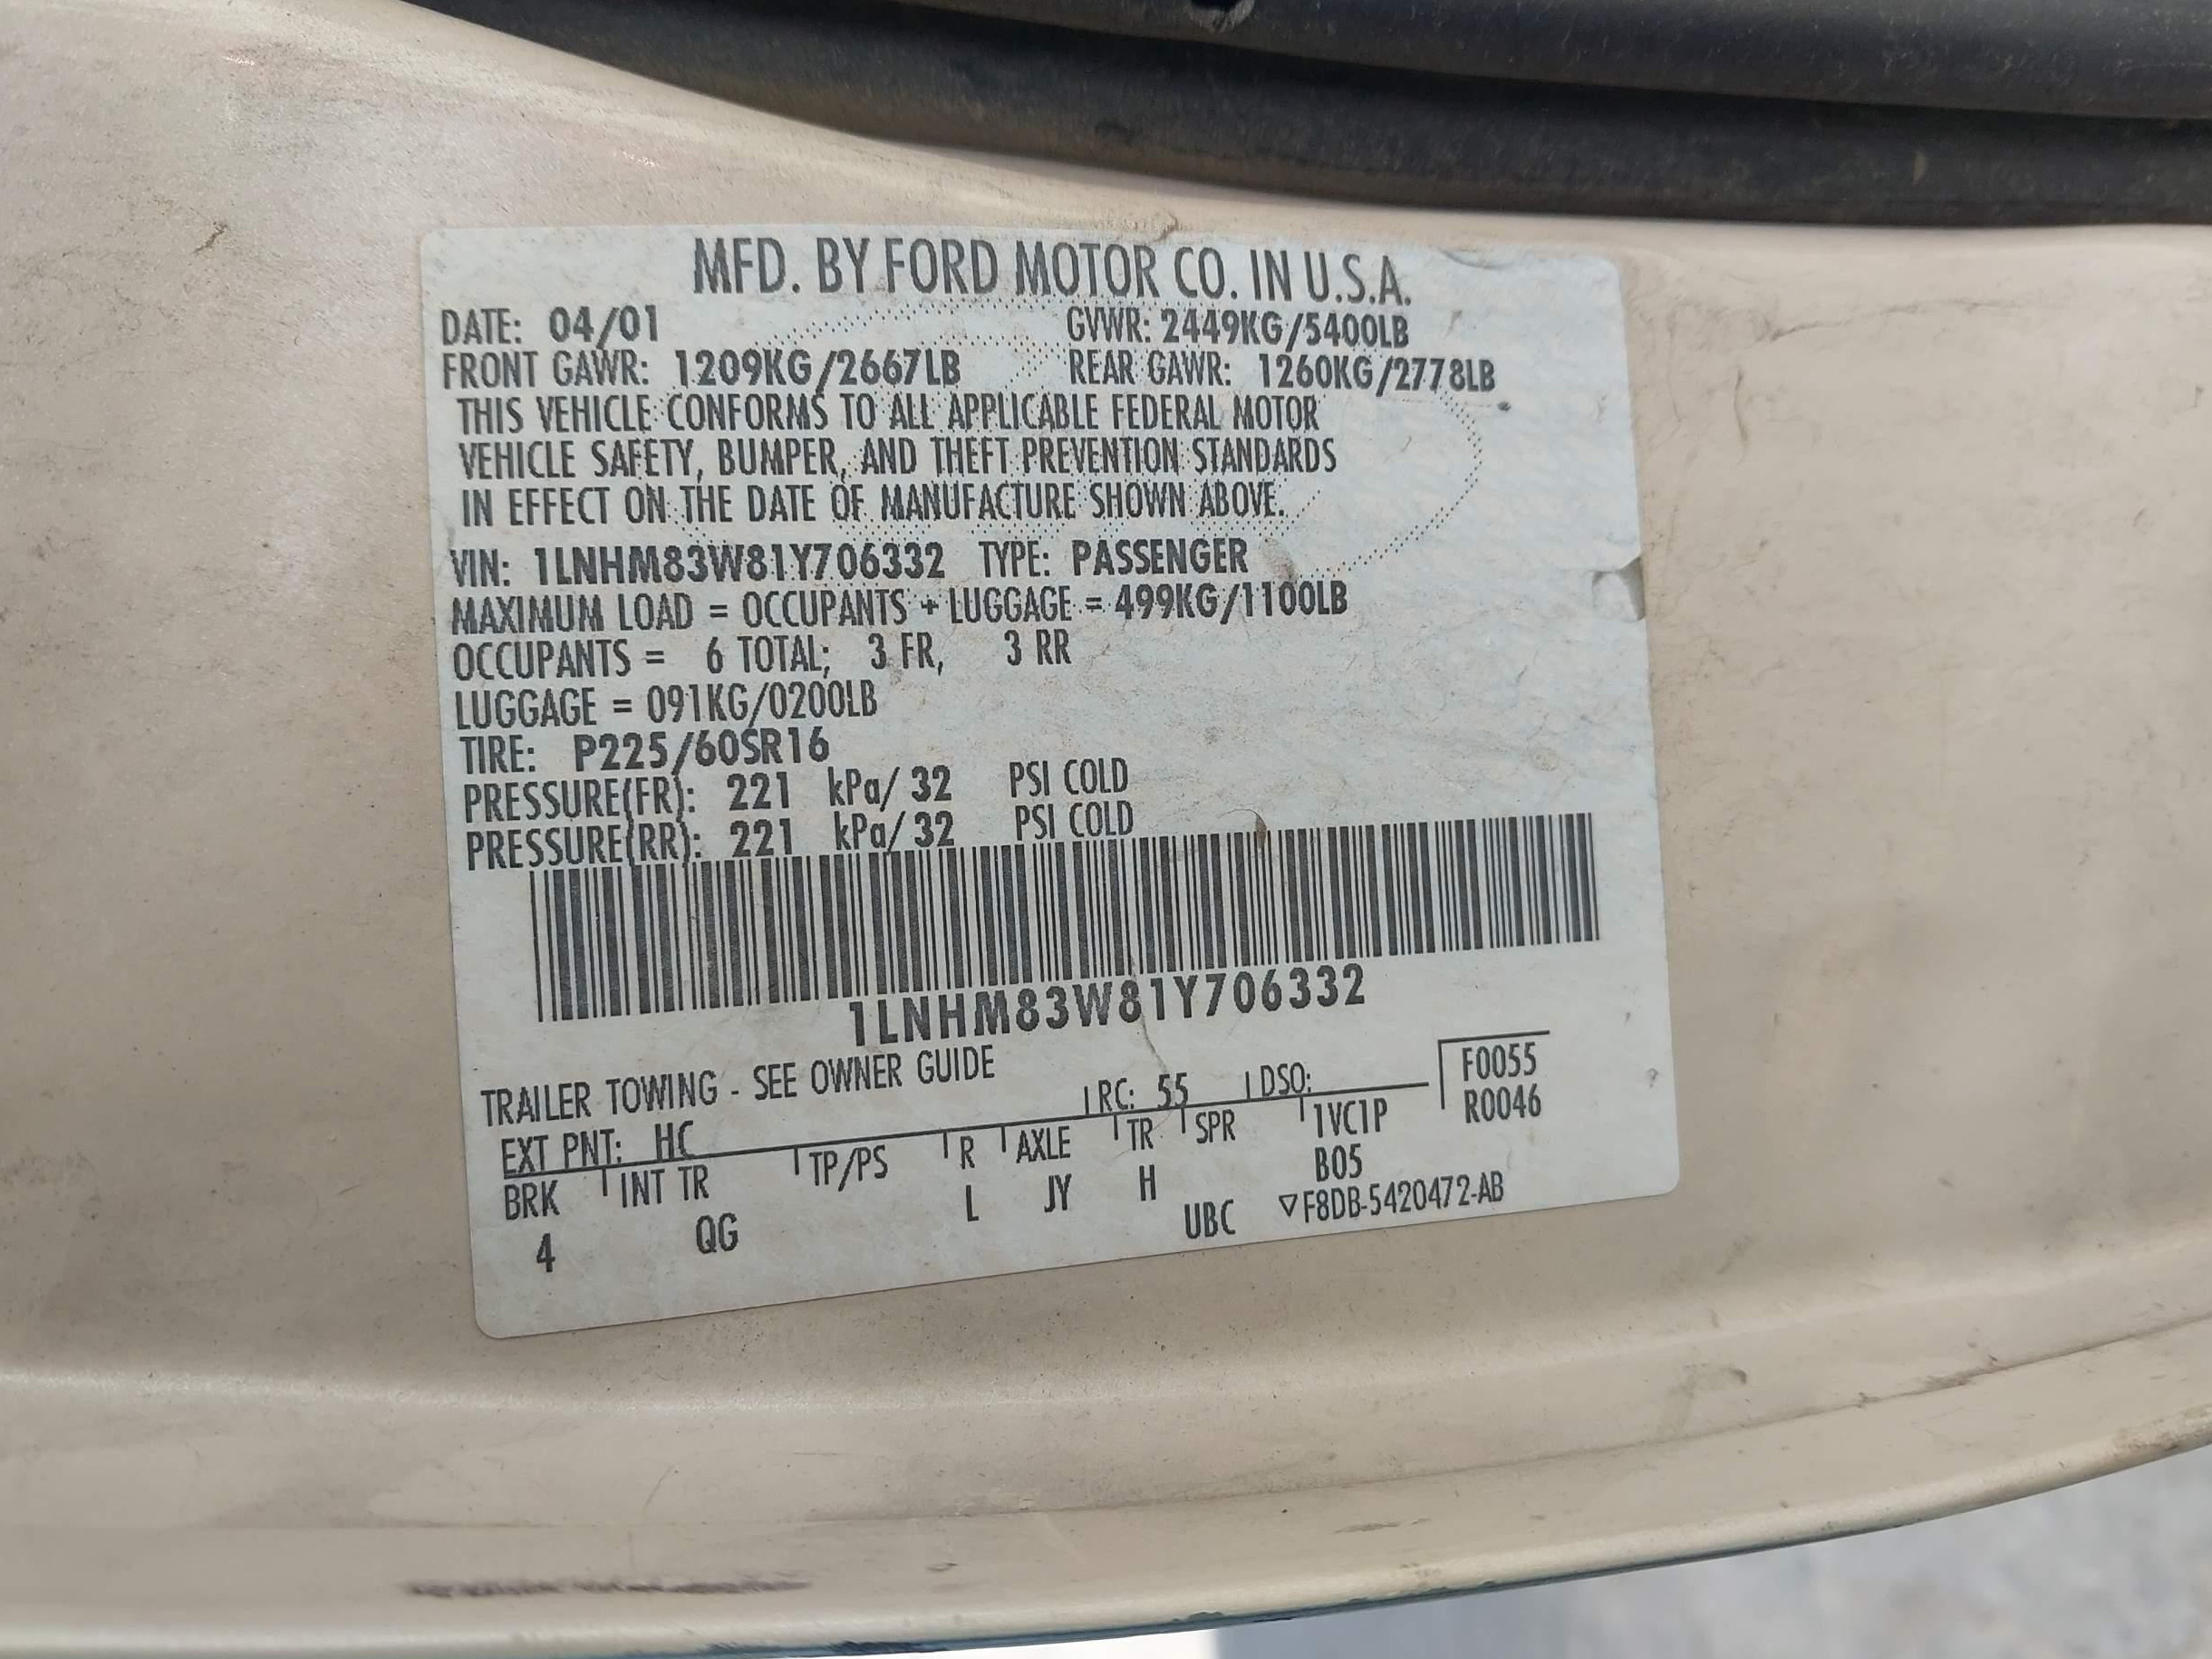 MFD. BY FORD MOTOR CO. IN U.S.A.
DATE: 04/01 GVWR: 2449KG/5400LB
FRONT GAWR: 1209KG/2667LB REAR GAWR: 1260KG/2778LB
THIS VEHICLE CONFORMS TO ALL APPLICABLE FEDERAL MOTOR
VEHICLE SAFETY, BUMPER, AND THEFT PREVENTION STANDARDS
IN EFFECT ON THE DATE OF MANUFACTURE SHOWN ABOVE.
VIN: 1LNHM83W81Y706332 TYPE: PASSENGER
MAXIMUM LOAD = OCCUPANTS + LUGGAGE = 499KG/1100LB
OCCUPANTS = 6 TOTAL; 3 FR, 3 RR
LUGGAGE = 091KG/0200LB
TIRE: P225/60SR16
PRESSURE(FR): 221 kPa/ 32 PSI COLD
PRESSURE(RR): 221 kPa/ 32 PSI COLD
1LNHM83W81Y706332
TRAILER TOWING - SEE OWNER GUIDE
EXT PNT: HC RC: 55 DSO: F0055
R0046
BRK INT TR TP/PS R AXLE TR SPR 1VC1P
4 QG L JY H B05
UBC ▽F8DB-5420472-AB